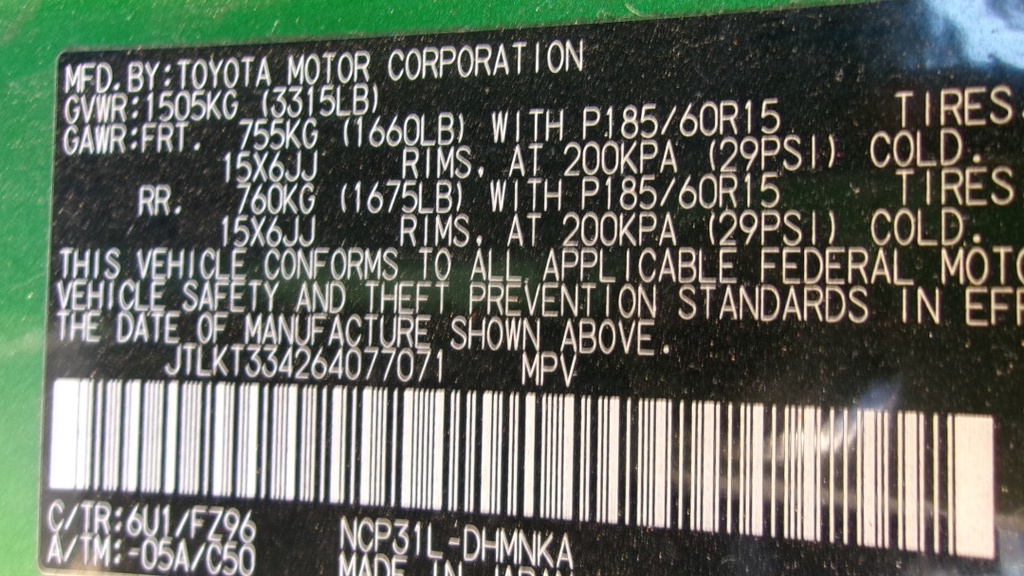 MFD. BY: TOYOTA MOTOR CORPORATION
GVWR: 1505KG (3315LB)
GAWR: FRT. 755KG (1660LB) WITH P185/60R15 TIRES
15X6JJ RIMS, AT 200KPA (29PSI) COLD.
RR. 760KG (1675LB) WITH P185/60R15 TIRES
15X6JJ RIMS, AT 200KPA (29PSI) COLD.
THIS VEHICLE CONFORMS TO ALL APPLICABLE FEDERAL MOTO
VEHICLE SAFETY AND THEFT PREVENTION STANDARDS IN EFF
THE DATE OF MANUFACTURE SHOWN ABOVE.
JTLKT334264077071 MPV
C/TR: 6U1/FZ96 NCP31L-DHMNKA
A/TM: -05A/C50 MADE IN JAPAN